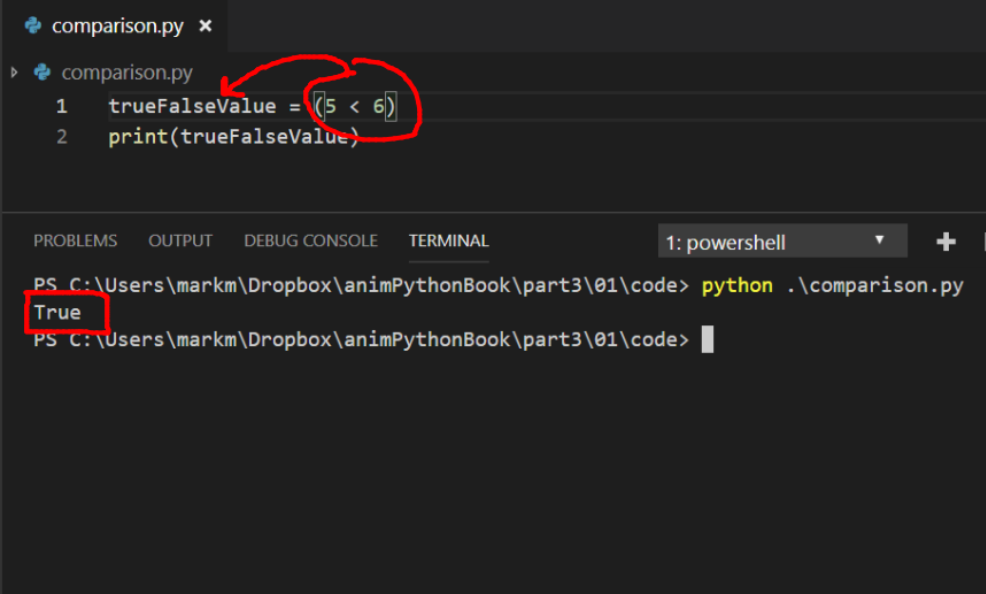 comparison.py ×
comparison.py
1 trueFalseValue = (5 < 6)
2 print(trueFalseValue)
PROBLEMS OUTPUT DEBUG CONSOLE TERMINAL 1: powershell
PS C:\Users\markm\Dropbox\animPythonBook\part3\01\code> python .\comparison.py
True
PS C:\Users\markm\Dropbox\animPythonBook\part3\01\code>